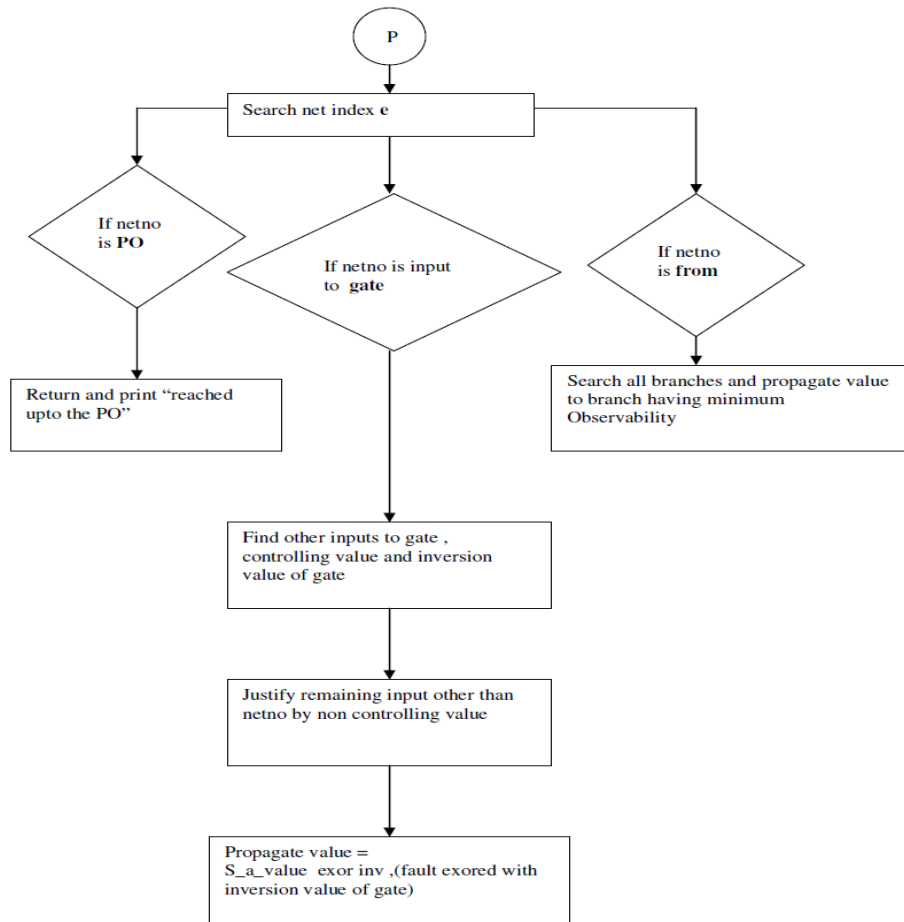 P
Search net index e
If netno
is PO
If netno is input
to gate
If netno
is from
Return and print “reached
upto the PO”
Search all branches and propagate value
to branch having minimum
Observability
Find other inputs to gate ,
controlling value and inversion
value of gate
Justify remaining input other than
netno by non controlling value
Propagate value =
S_a_value exor inv ,(fault exored with
inversion value of gate)